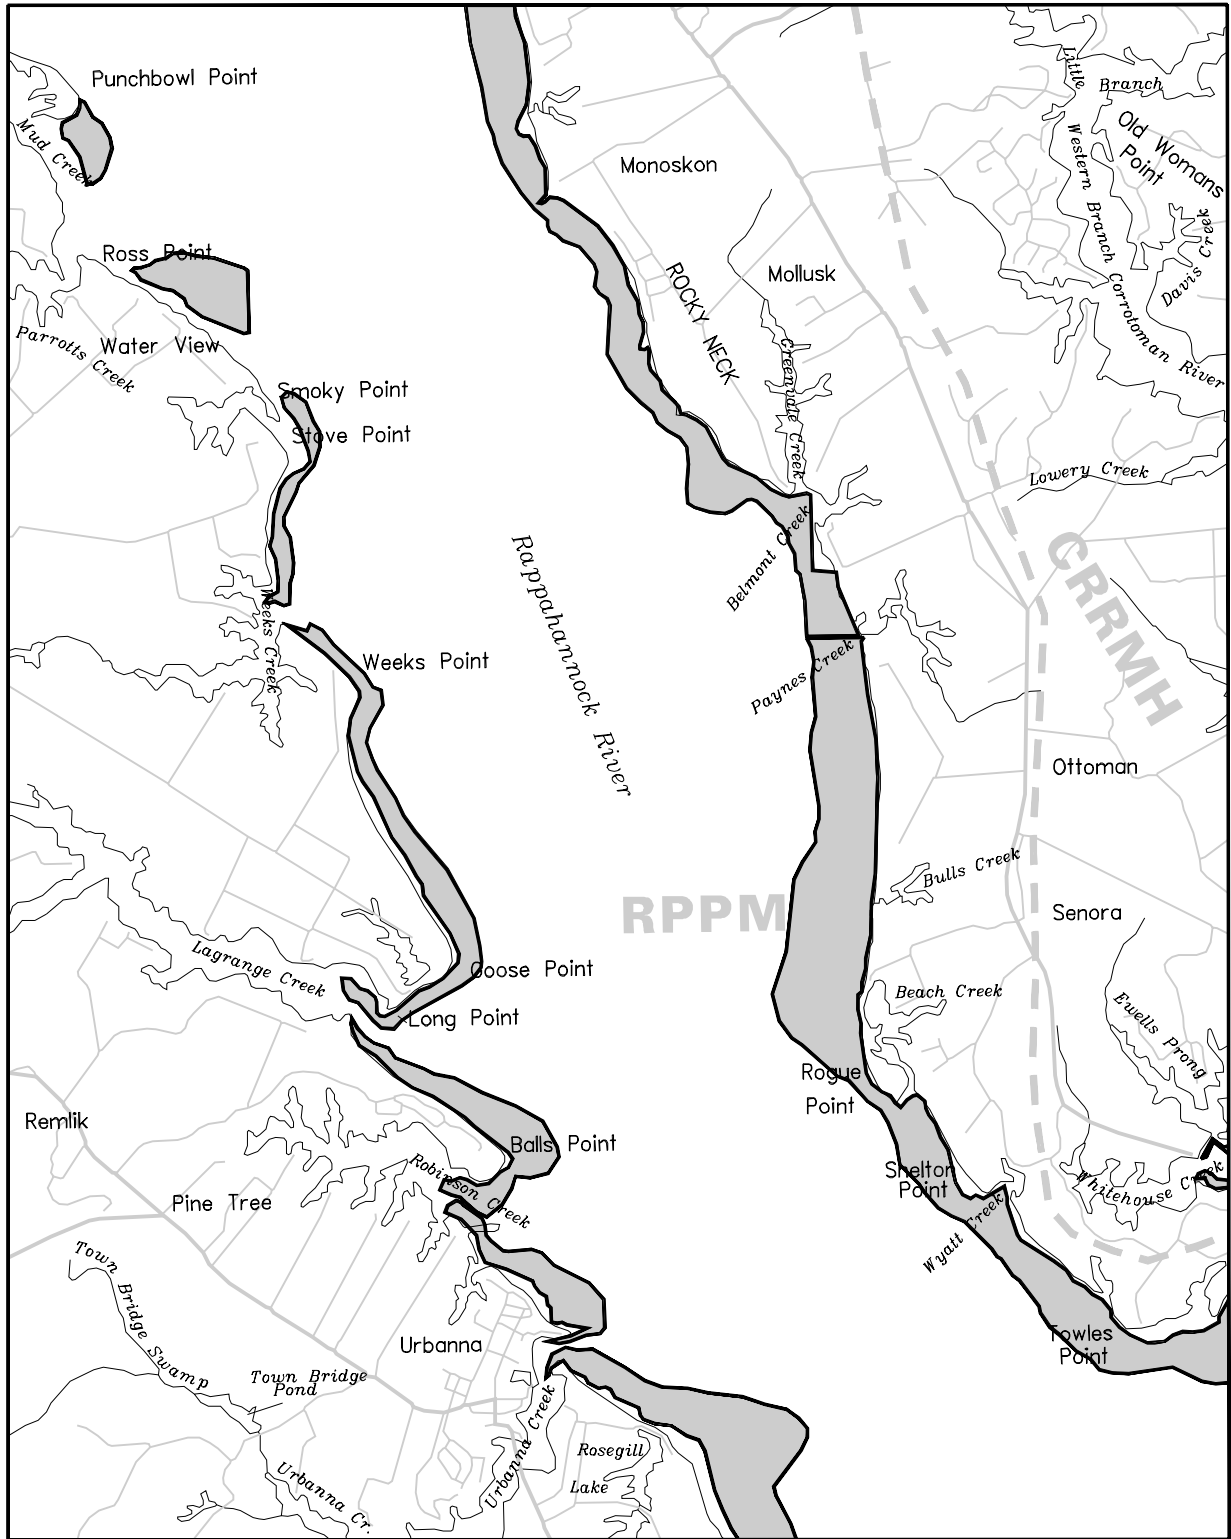 Punchbowl Point
Mud Creek
Little
Branch
Old Womans
Point
Western Branch Corrotoman River
Davis Creek
Monoskon
Ross Point
ROCKY NECK
Mollusk
Parrotts Creek
Water View
Greenvale Creek
Smoky Point
Stove Point
Lowery Creek
Belmont Creek
Rappahannock River
CRRMH
Weeks Creek
Weeks Point
Paynes Creek
Ottoman
Bulls Creek
RPPM
Senora
Lagrange Creek
Goose Point
Beach Creek
Long Point
Ewells Prong
Rogue
Point
Remlik
Balls Point
Robinson Creek
Shelton
Point
Whitehouse Creek
Pine Tree
Wyatt Creek
Town Bridge Swamp
Urbanna
Towles
Point
Town Bridge
Pond
Urbanna Creek
Rosegill
Lake
Urbanna Cr.